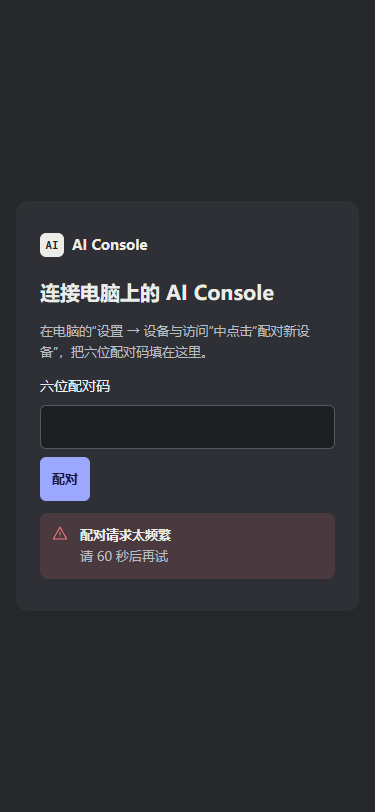 AI AI Console
连接电脑上的 AI Console
在电脑的“设置 → 设备与访问”中点击“配对新设
备”，把六位配对码填在这里。
六位配对码
配对
配对请求太频繁
请 60 秒后再试